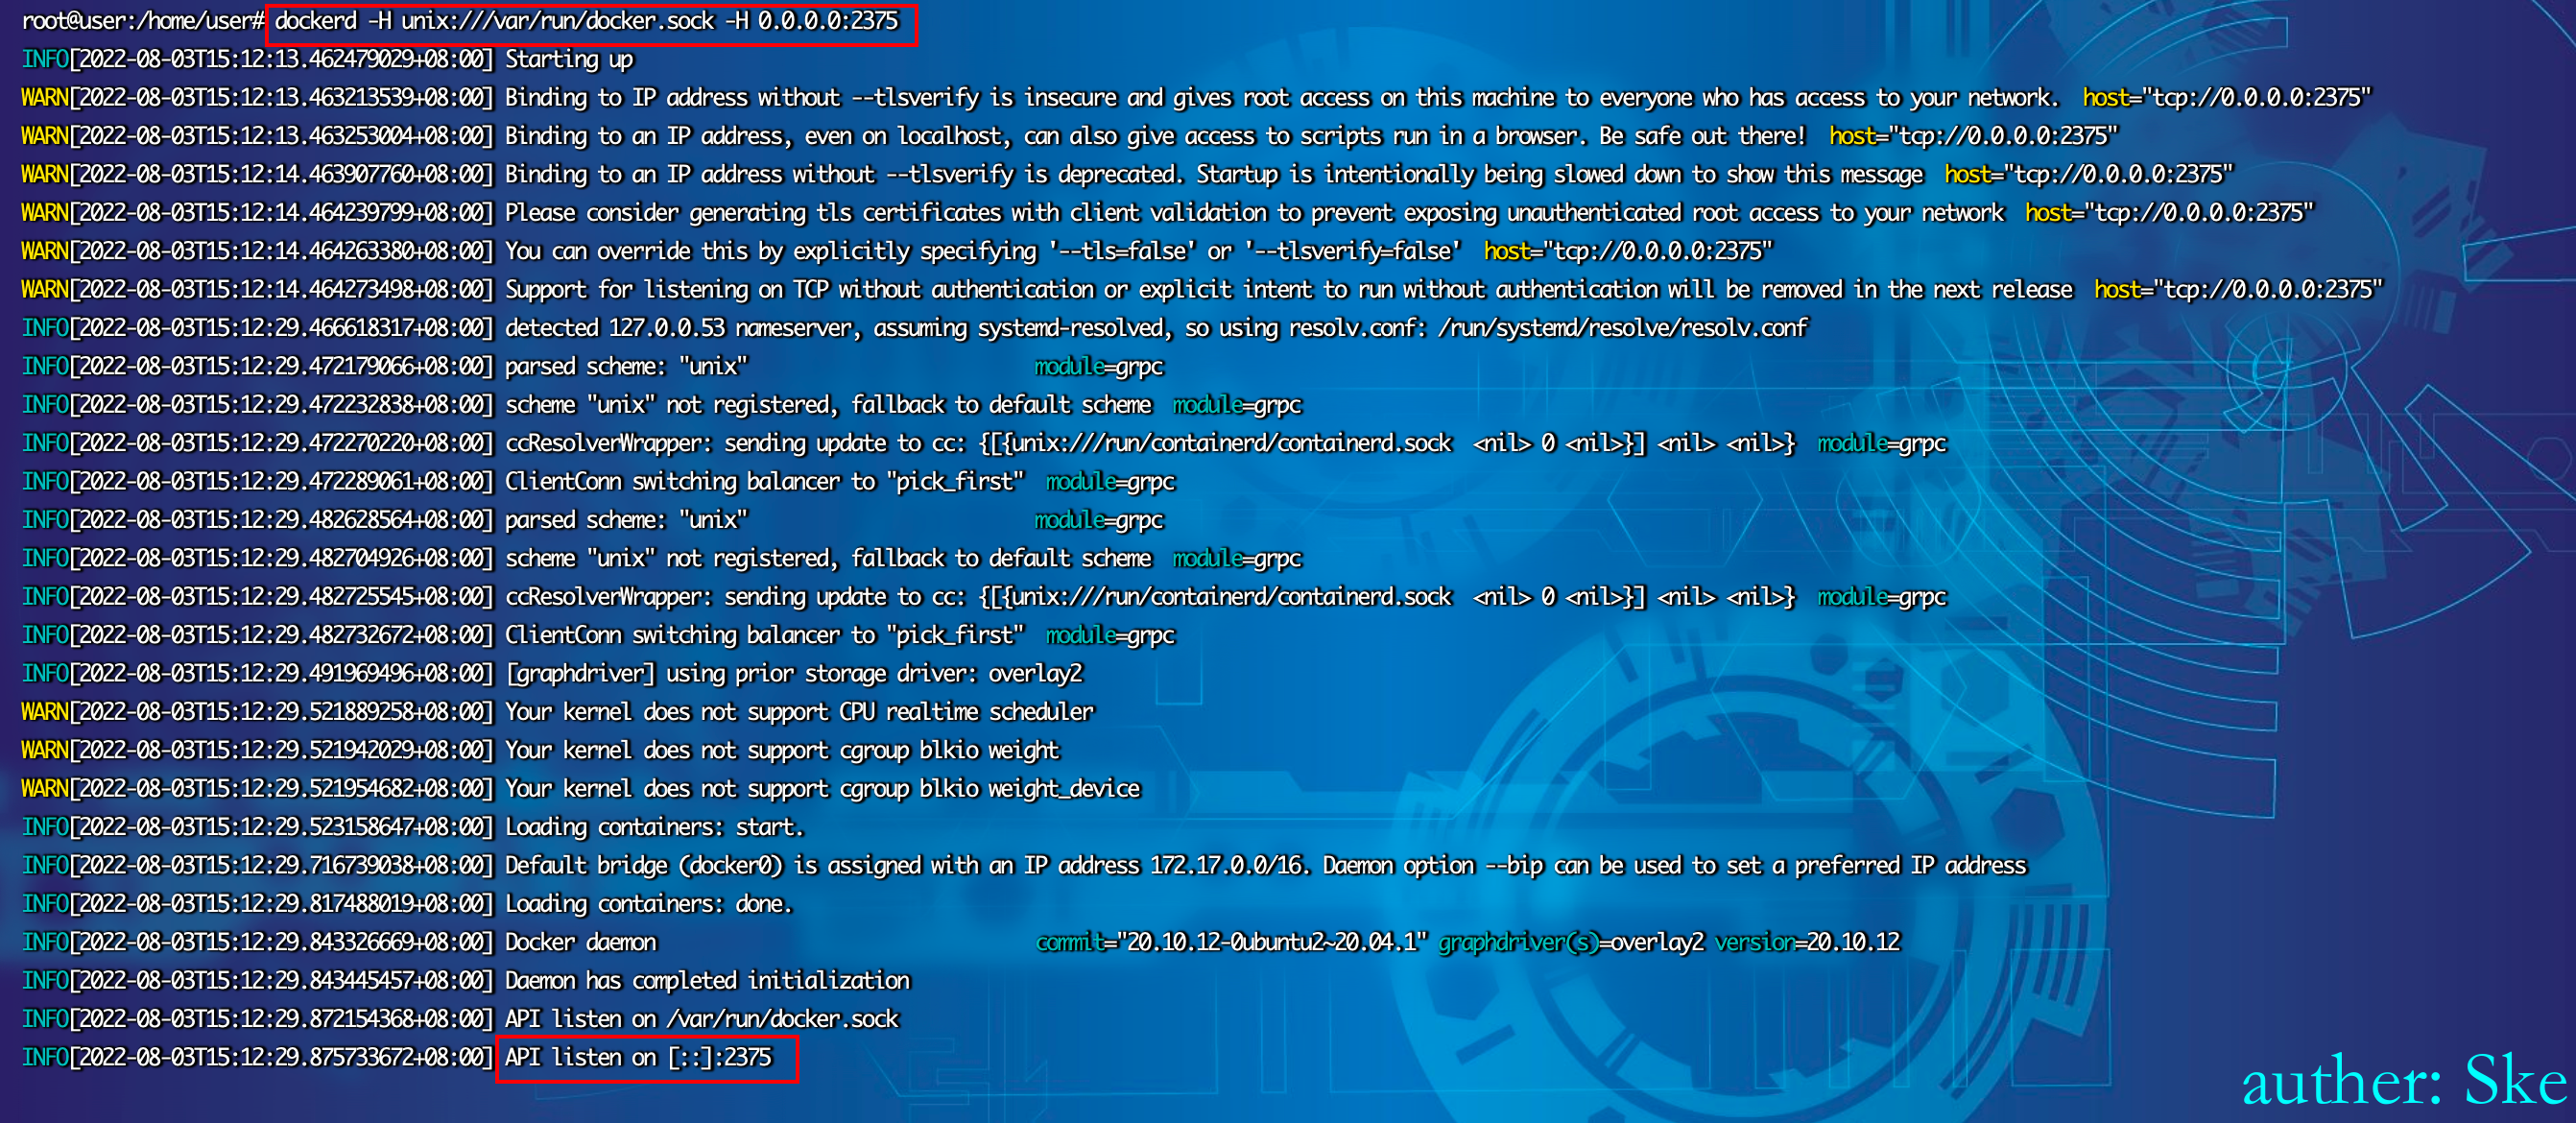 root@user:/home/user# dockerd -H unix:///var/run/docker.sock -H 0.0.0.0:2375
INFO[2022-08-03T15:12:13.462479029+08:00] Starting up
WARN[2022-08-03T15:12:13.463213539+08:00] Binding to IP address without --tlsverify is insecure and gives root access on this machine to everyone who has access to your network.  host="tcp://0.0.0.0:2375"
WARN[2022-08-03T15:12:13.463253004+08:00] Binding to an IP address, even on localhost, can also give access to scripts run in a browser. Be safe out there!  host="tcp://0.0.0.0:2375"
WARN[2022-08-03T15:12:14.463907760+08:00] Binding to an IP address without --tlsverify is deprecated. Startup is intentionally being slowed down to show this message  host="tcp://0.0.0.0:2375"
WARN[2022-08-03T15:12:14.464239799+08:00] Please consider generating tls certificates with client validation to prevent exposing unauthenticated root access to your network  host="tcp://0.0.0.0:2375"
WARN[2022-08-03T15:12:14.464263380+08:00] You can override this by explicitly specifying '--tls=false' or '--tlsverify=false'  host="tcp://0.0.0.0:2375"
WARN[2022-08-03T15:12:14.464273498+08:00] Support for listening on TCP without authentication or explicit intent to run without authentication will be removed in the next release  host="tcp://0.0.0.0:2375"
INFO[2022-08-03T15:12:29.466618317+08:00] detected 127.0.0.53 nameserver, assuming systemd-resolved, so using resolv.conf: /run/systemd/resolve/resolv.conf
INFO[2022-08-03T15:12:29.472179066+08:00] parsed scheme: "unix"                         module=grpc
INFO[2022-08-03T15:12:29.472232838+08:00] scheme "unix" not registered, fallback to default scheme  module=grpc
INFO[2022-08-03T15:12:29.472270220+08:00] ccResolverWrapper: sending update to cc: {[{unix:///run/containerd/containerd.sock  <nil> 0 <nil>}] <nil> <nil>}  module=grpc
INFO[2022-08-03T15:12:29.472289061+08:00] ClientConn switching balancer to "pick_first"  module=grpc
INFO[2022-08-03T15:12:29.482628564+08:00] parsed scheme: "unix"                         module=grpc
INFO[2022-08-03T15:12:29.482704926+08:00] scheme "unix" not registered, fallback to default scheme  module=grpc
INFO[2022-08-03T15:12:29.482725545+08:00] ccResolverWrapper: sending update to cc: {[{unix:///run/containerd/containerd.sock  <nil> 0 <nil>}] <nil> <nil>}  module=grpc
INFO[2022-08-03T15:12:29.482732672+08:00] ClientConn switching balancer to "pick_first"  module=grpc
INFO[2022-08-03T15:12:29.491969496+08:00] [graphdriver] using prior storage driver: overlay2
WARN[2022-08-03T15:12:29.521889258+08:00] Your kernel does not support CPU realtime scheduler
WARN[2022-08-03T15:12:29.521942029+08:00] Your kernel does not support cgroup blkio weight
WARN[2022-08-03T15:12:29.521954682+08:00] Your kernel does not support cgroup blkio weight_device
INFO[2022-08-03T15:12:29.523158647+08:00] Loading containers: start.
INFO[2022-08-03T15:12:29.716739038+08:00] Default bridge (docker0) is assigned with an IP address 172.17.0.0/16. Daemon option --bip can be used to set a preferred IP address
INFO[2022-08-03T15:12:29.817488019+08:00] Loading containers: done.
INFO[2022-08-03T15:12:29.843326669+08:00] Docker daemon                                 commit="20.10.12-0ubuntu2~20.04.1" graphdriver(s)=overlay2 version=20.10.12
INFO[2022-08-03T15:12:29.843445457+08:00] Daemon has completed initialization
INFO[2022-08-03T15:12:29.872154368+08:00] API listen on /var/run/docker.sock
INFO[2022-08-03T15:12:29.875733672+08:00] API listen on [::]:2375
auther: Ske